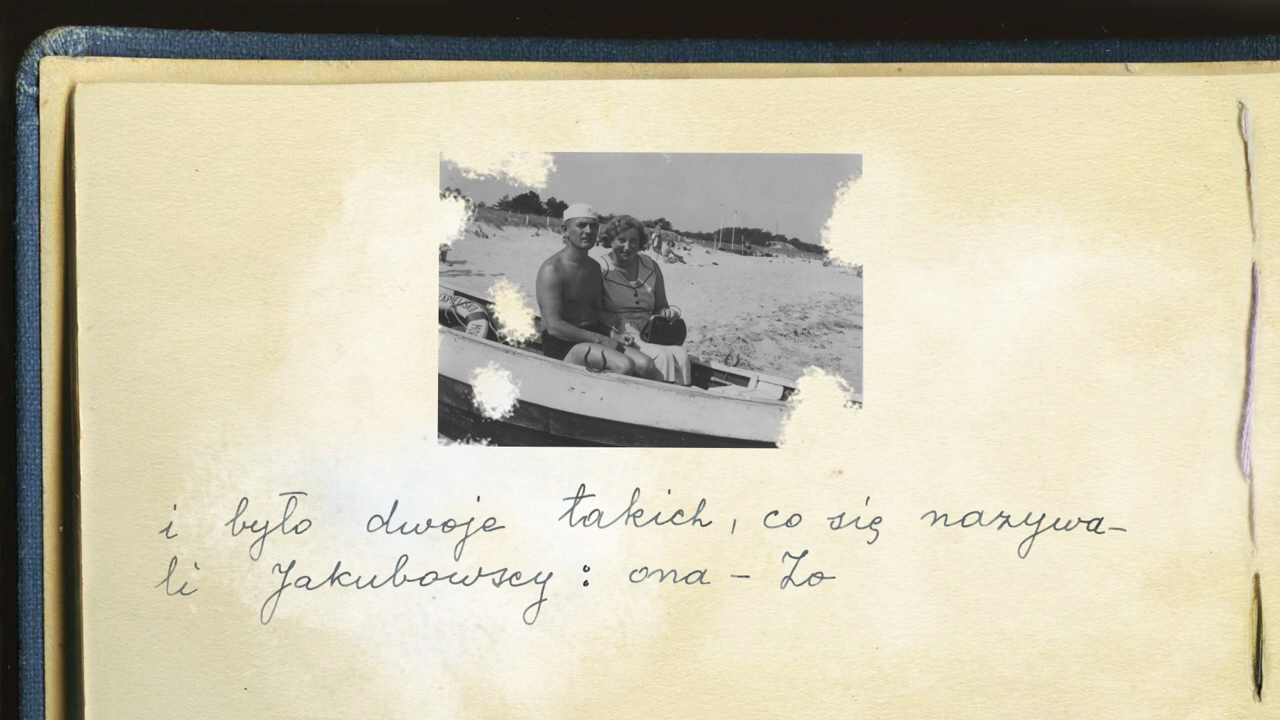 i było dwoje takich, co się nazywa–
li Jakubowscy : ona – Zo